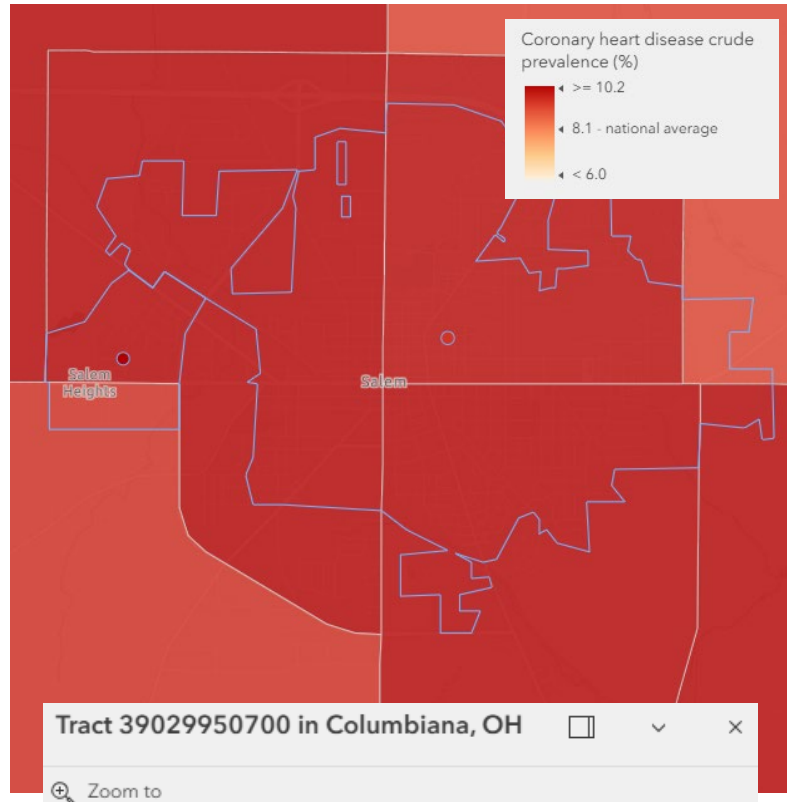 Coronary heart disease crude
prevalence (%)
>= 10.2
8.1 - national average
< 6.0
Salem
Heights
Salem
Tract 39029950700 in Columbiana, OH
Zoom to